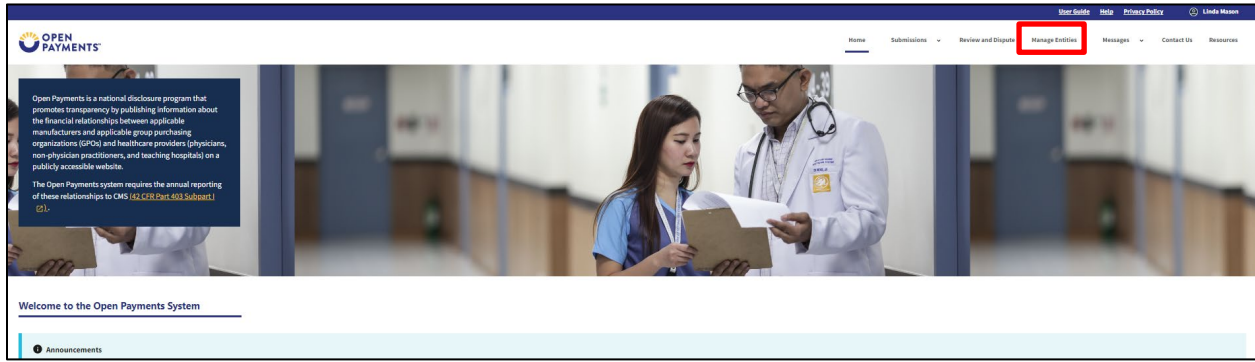 User Guide Help Privacy Policy Linda Mason
OPEN
PAYMENTS
Home Submissions Review and Dispute Manage Entities Messages Contact Us Resources
Open Payments is a national disclosure program that
promotes transparency by publishing information about
the financial relationships between applicable
manufacturers and applicable group purchasing
organizations (GPOs) and healthcare providers (physicians,
non-physician practitioners, and teaching hospitals) on a
publicly accessible website.
The Open Payments system requires the annual reporting
of these relationships to CMS (42 CFR Part 403 Subpart I
).
Welcome to the Open Payments System
Announcements